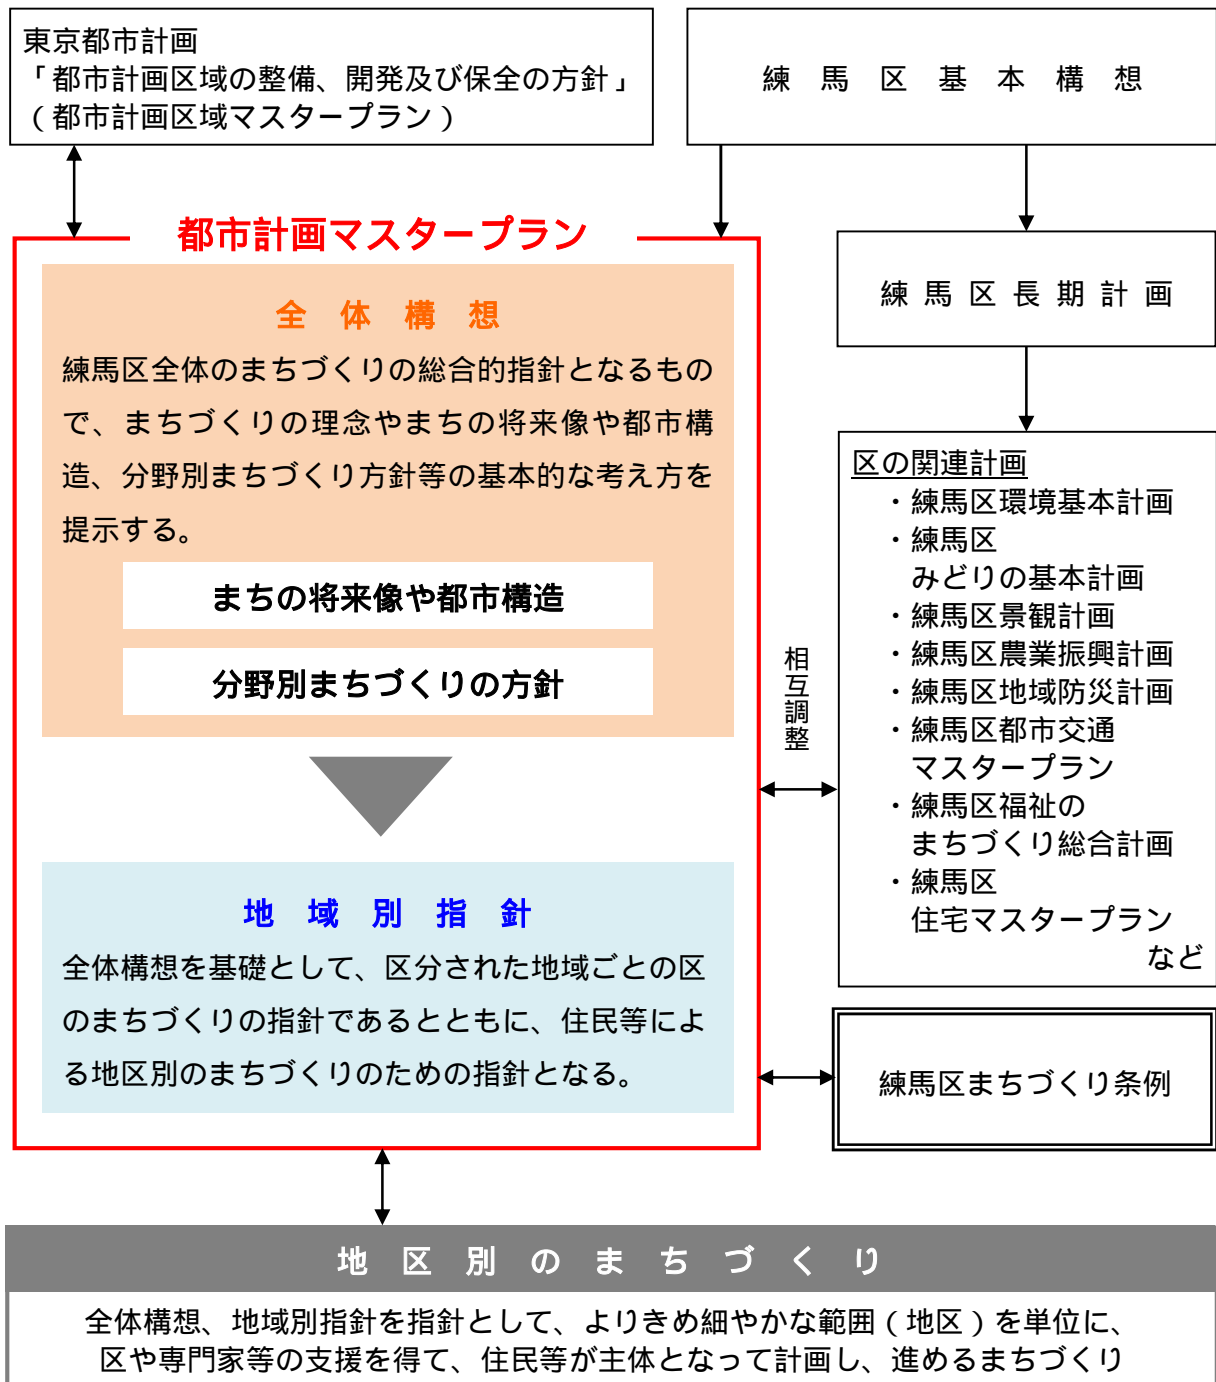 東京都市計画
「都市計画区域の整備、開発及び保全の方針」
（都市計画区域マスタープラン）
練馬区基本構想
都市計画マスタープラン
全体構想
練馬区全体のまちづくりの総合的指針となるもの
で、まちづくりの理念やまちの将来像や都市構
造、分野別まちづくり方針等の基本的な考え方を
提示する。
まちの将来像や都市構造
分野別まちづくりの方針
地域別指針
全体構想を基礎として、区分された地域ごとの区
のまちづくりの指針であるとともに、住民等によ
る地区別のまちづくりのための指針となる。
練馬区長期計画
区の関連計画
・練馬区環境基本計画
・練馬区
みどりの基本計画
・練馬区景観計画
・練馬区農業振興計画
・練馬区地域防災計画
・練馬区都市交通
マスタープラン
・練馬区福祉の
まちづくり総合計画
・練馬区
住宅マスタープラン
など
相互調整
練馬区まちづくり条例
地区別のまちづくり
全体構想、地域別指針を指針として、よりきめ細やかな範囲（地区）を単位に、
区や専門家等の支援を得て、住民等が主体となって計画し、進めるまちづくり